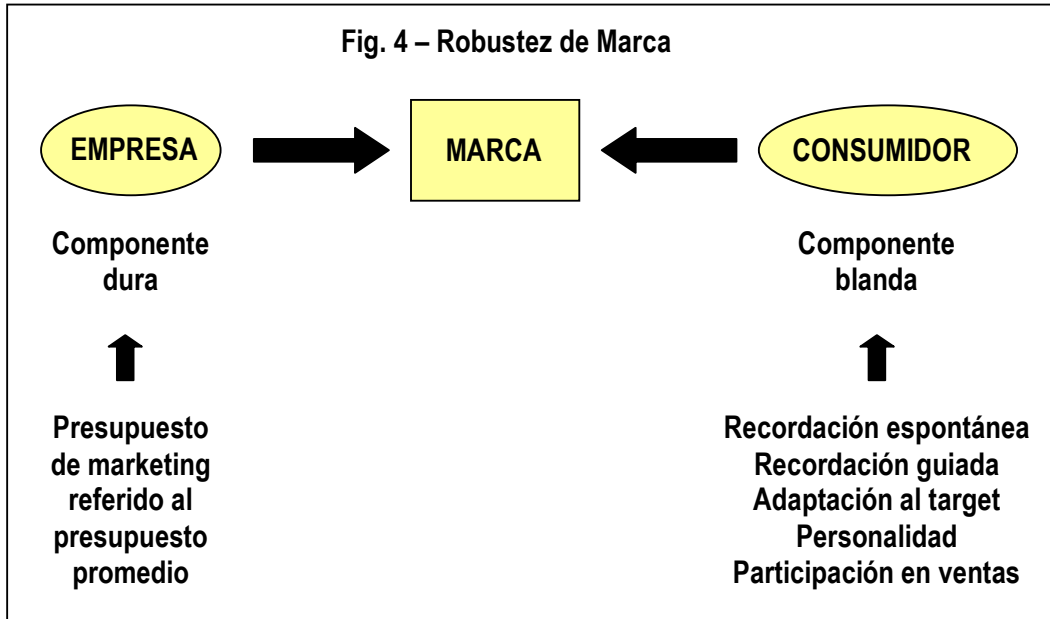 Fig. 4 – Robustez de Marca
EMPRESA
MARCA
CONSUMIDOR
Componente
dura
Componente
blanda
Presupuesto
de marketing
referido al
presupuesto
promedio
Recordación espontánea
Recordación guiada
Adaptación al target
Personalidad
Participación en ventas